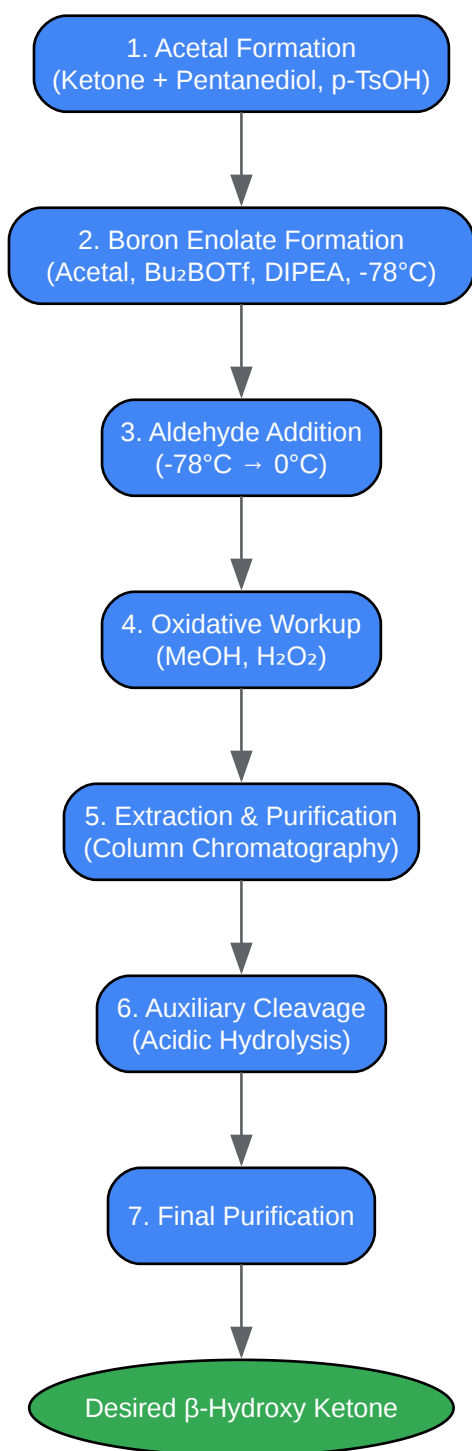 1. Acetal Formation
(Ketone + Pentanediol, p-TsOH)
2. Boron Enolate Formation
(Acetal, Bu₂BOTf, DIPEA, -78°C)
3. Aldehyde Addition
(-78°C → 0°C)
4. Oxidative Workup
(MeOH, H₂O₂)
5. Extraction & Purification
(Column Chromatography)
6. Auxiliary Cleavage
(Acidic Hydrolysis)
7. Final Purification
Desired β-Hydroxy Ketone